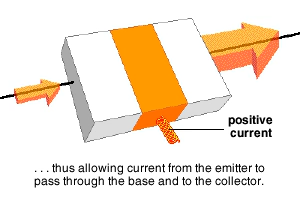 positive
current
. . . thus allowing current from the emitter to
pass through the base and to the collector.